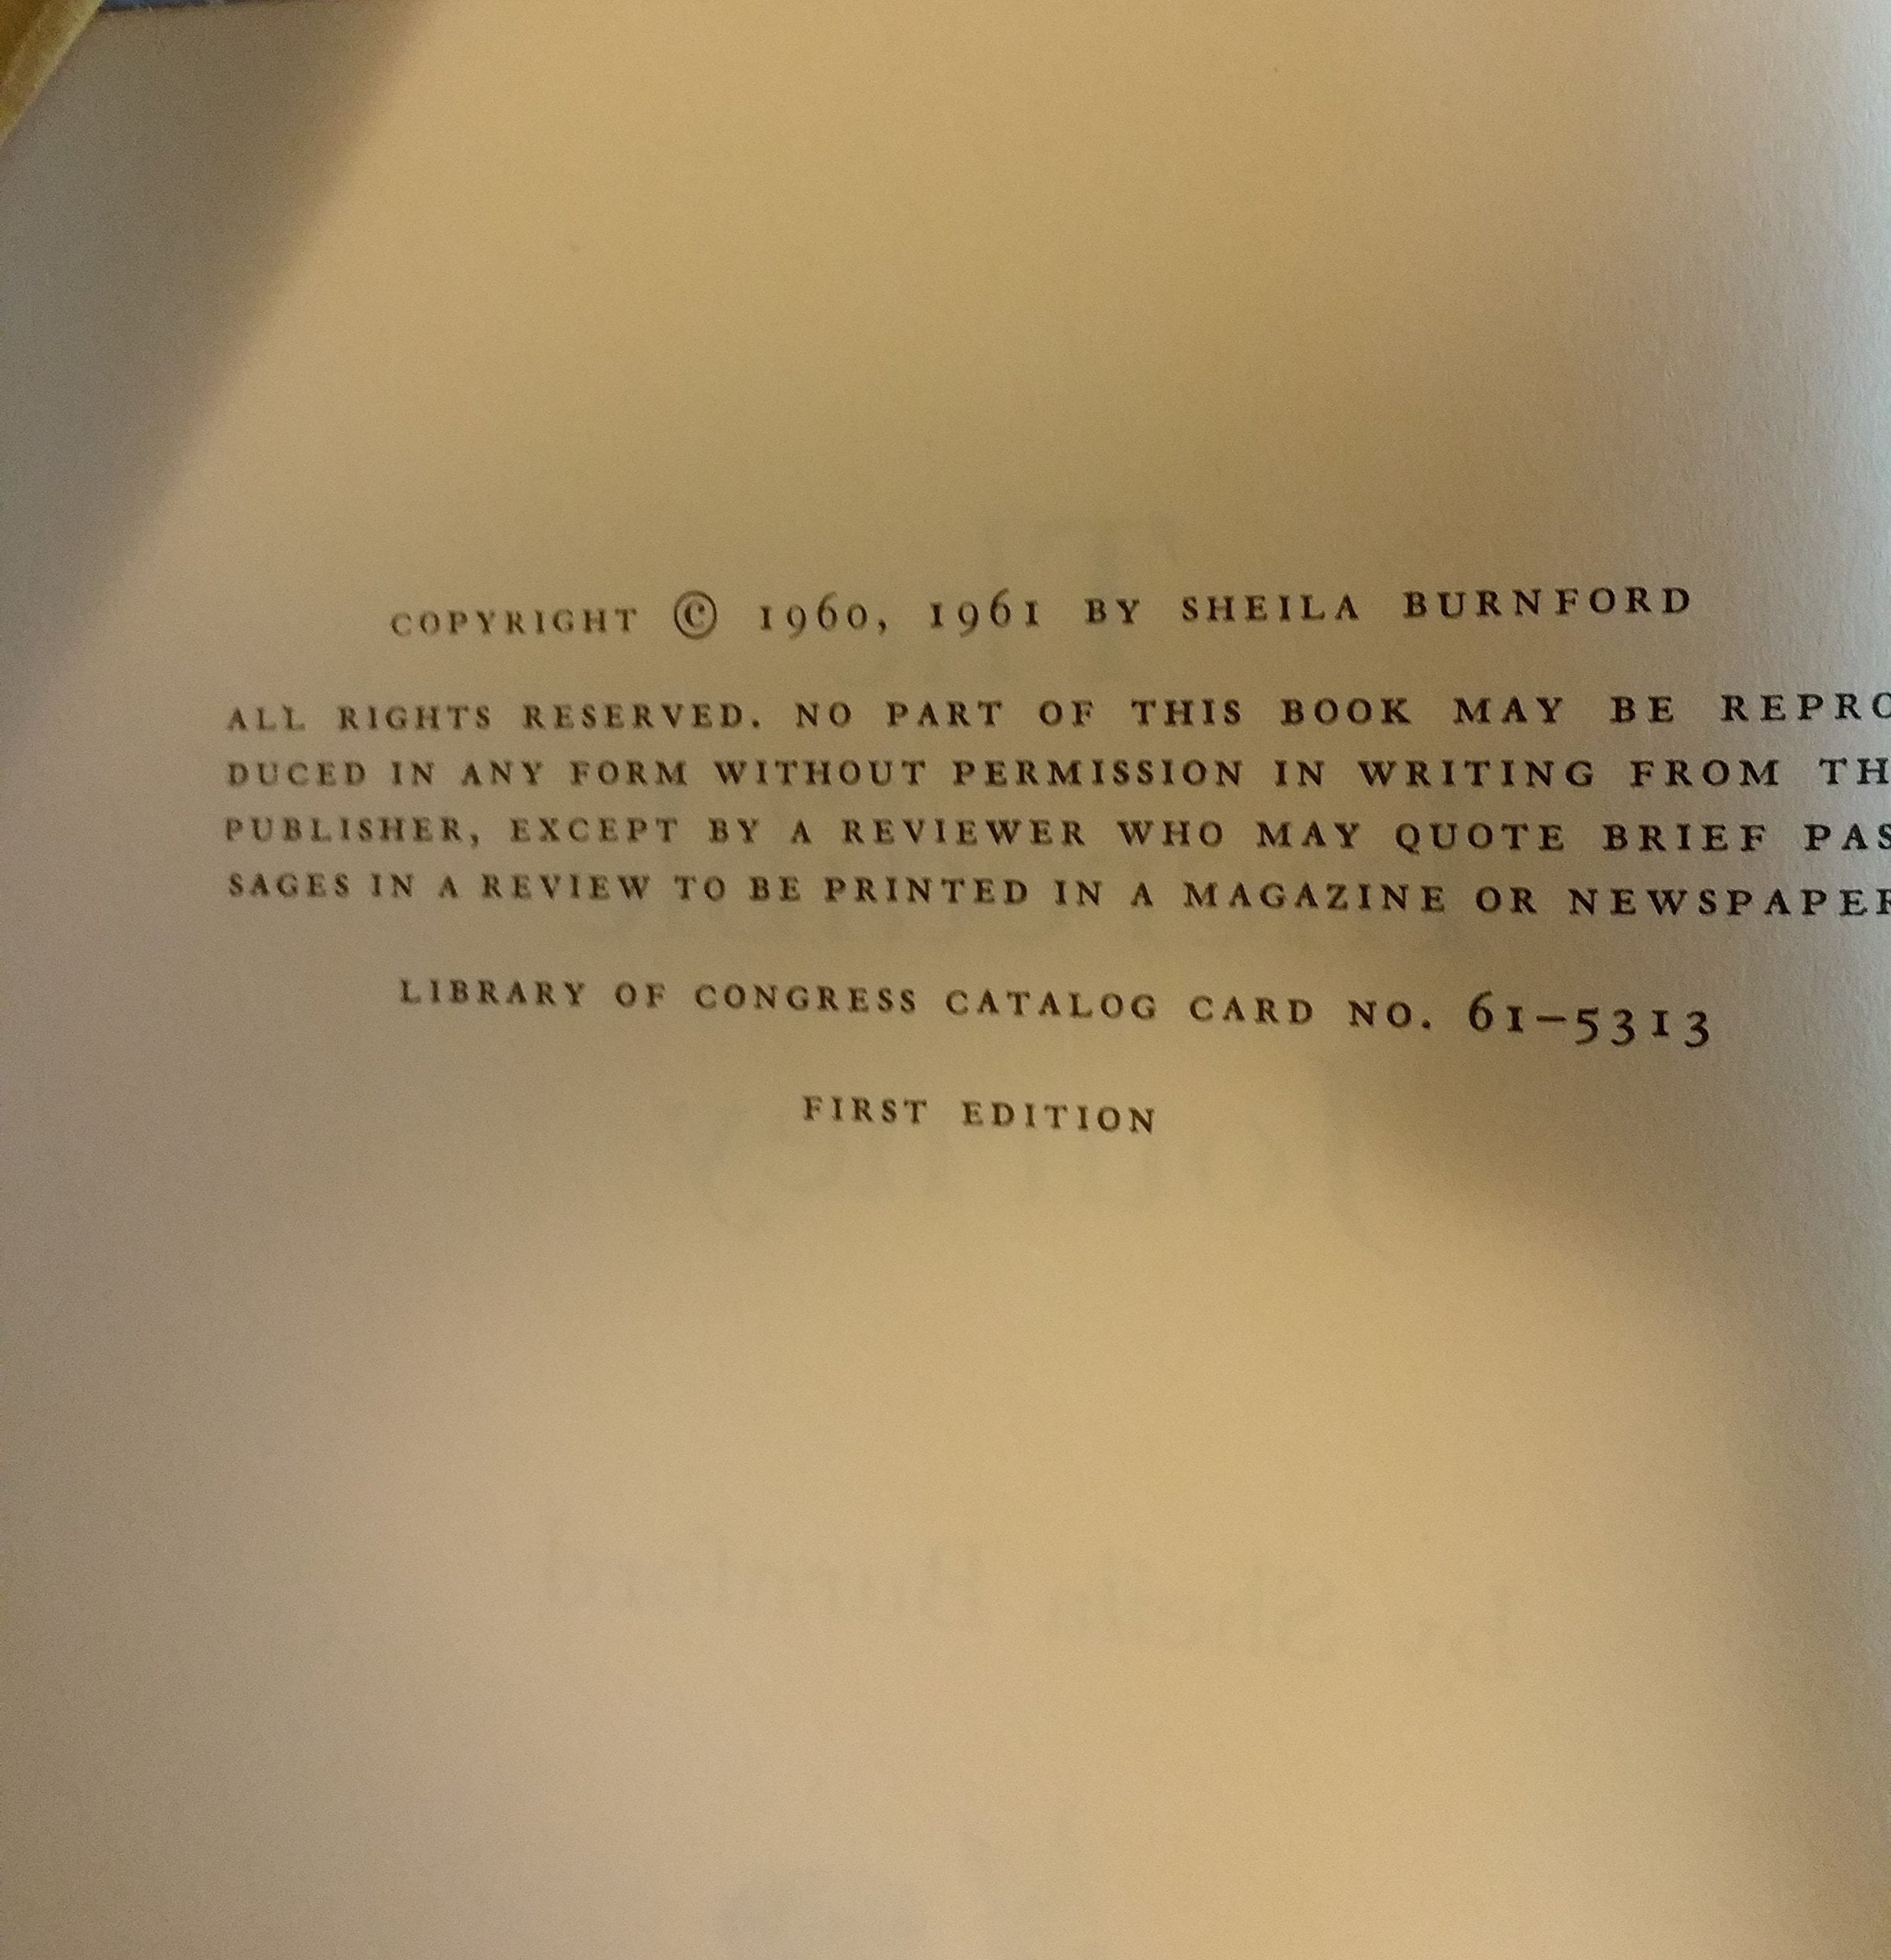 COPYRIGHT © 1960, 1961 BY SHEILA BURNFORD
ALL RIGHTS RESERVED. NO PART OF THIS BOOK MAY BE REPRO
DUCED IN ANY FORM WITHOUT PERMISSION IN WRITING FROM TH
PUBLISHER, EXCEPT BY A REVIEWER WHO MAY QUOTE BRIEF PAS
SAGES IN A REVIEW TO BE PRINTED IN A MAGAZINE OR NEWSPAPER
LIBRARY OF CONGRESS CATALOG CARD NO. 61–5313
FIRST EDITION